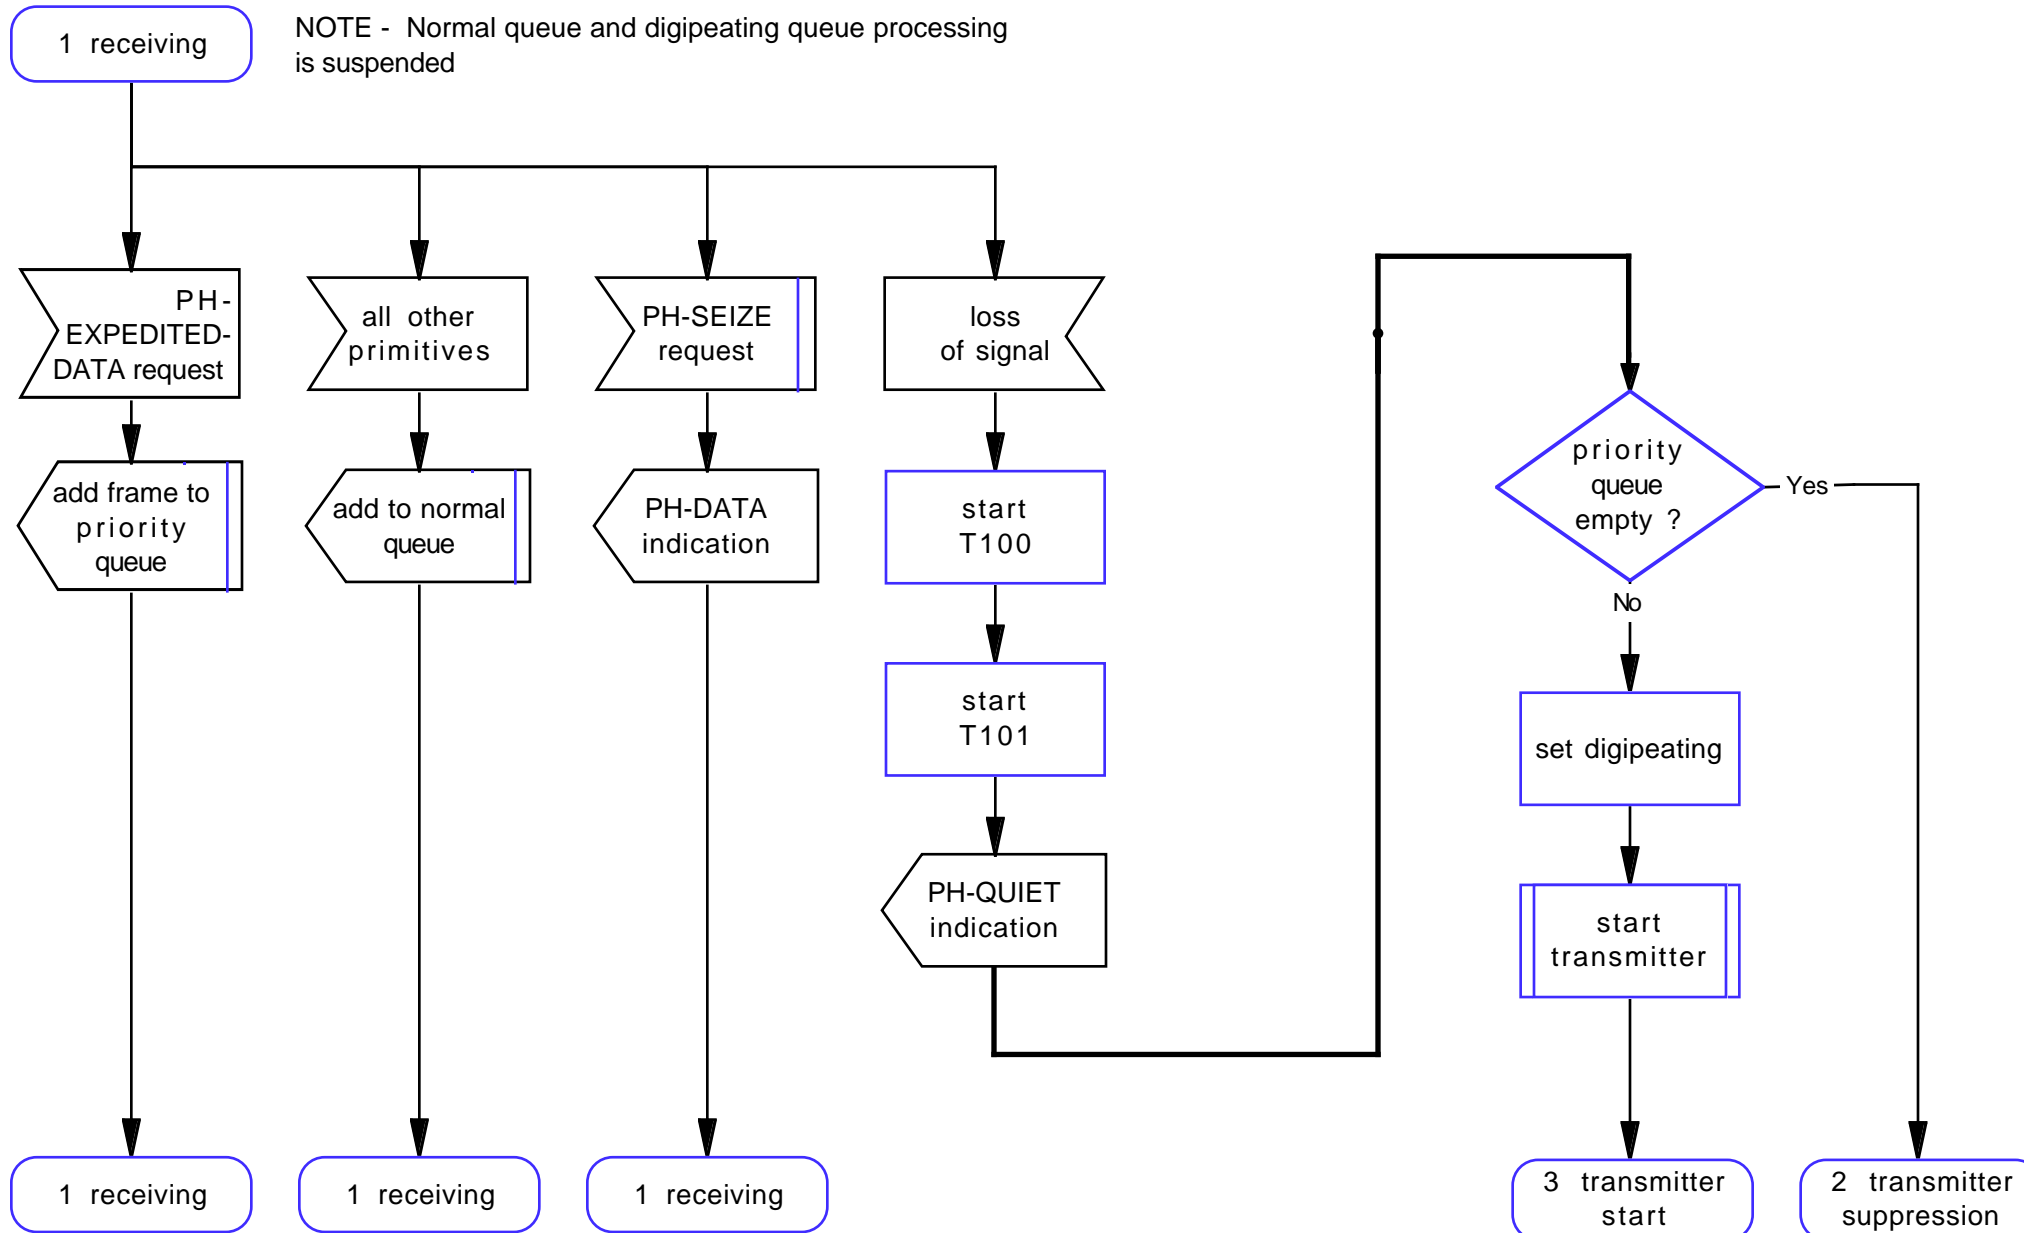 1 receiving
NOTE - Normal queue and digipeating queue processing
is suspended
PH-
EXPEDITED-
DATA request
all other
primitives
PH-SEIZE
request
loss
of signal
add frame to
priority
queue
add to normal
queue
PH-DATA
indication
start
T100
start
T101
PH-QUIET
indication
priority
queue
empty ?
Yes
No
set digipeating
start
transmitter
1 receiving
1 receiving
1 receiving
3 transmitter
start
2 transmitter
suppression